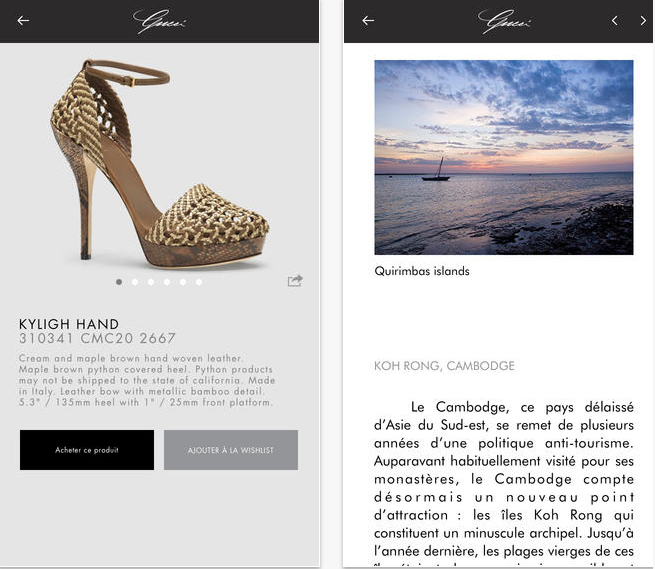 Gucci
KYLIGH HAND
310341 CMC20 2667
Cream and maple brown hand woven leather.
Maple brown python covered heel. Python products
may not be shipped to the state of california. Made
in Italy. Leather bow with metallic bamboo detail.
5.3" / 135mm heel with 1" / 25mm front platform.
Acheter ce produit
AJOUTER À LA WISHLIST
Gucci
Quirimbas islands
KOH RONG, CAMBODGE
Le Cambodge, ce pays délaissé
d'Asie du Sud-est, se remet de plusieurs
années d'une politique anti-tourisme.
Auparavant habituellement visité pour ses
monastères, le Cambodge compte
désormais un nouveau point
d'attraction : les îles Koh Rong qui
constituent un minuscule archipel. Jusqu'à
l'année dernière, les plages vierges de ces